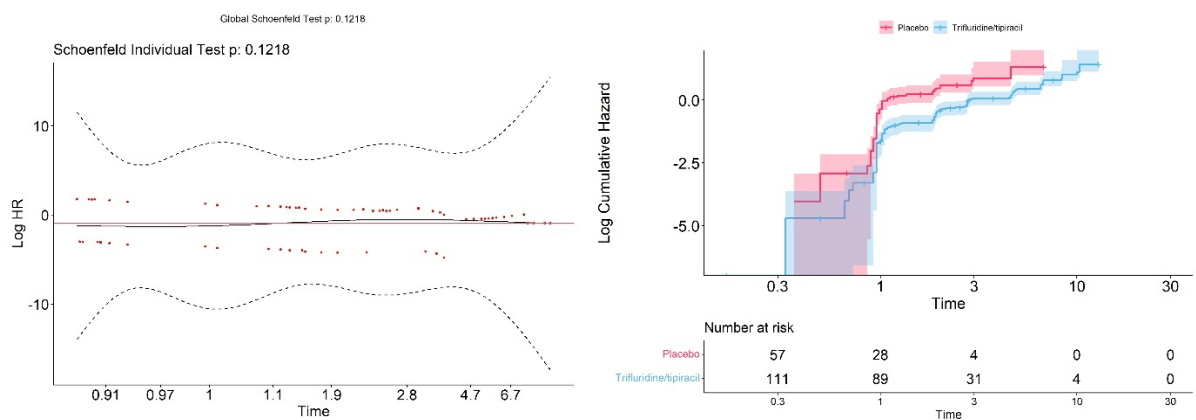 Global Schoenfeld Test p: 0.1218
Schoenfeld Individual Test p: 0.1218
Log HR
10
0
-10
0.91 0.97 1 1.9 2.8 4.7 6.7
Time
Placebo Trifluridine/tipiracil
Log Cumulative Hazard
0.0
-2.5
-5.0
0.3 1 3 10 30
Time
Number at risk
Placebo 57 28 4 0 0
Trifluridine/tipiracil 111 89 31 4 0
0.3 1 3 10 30
Time